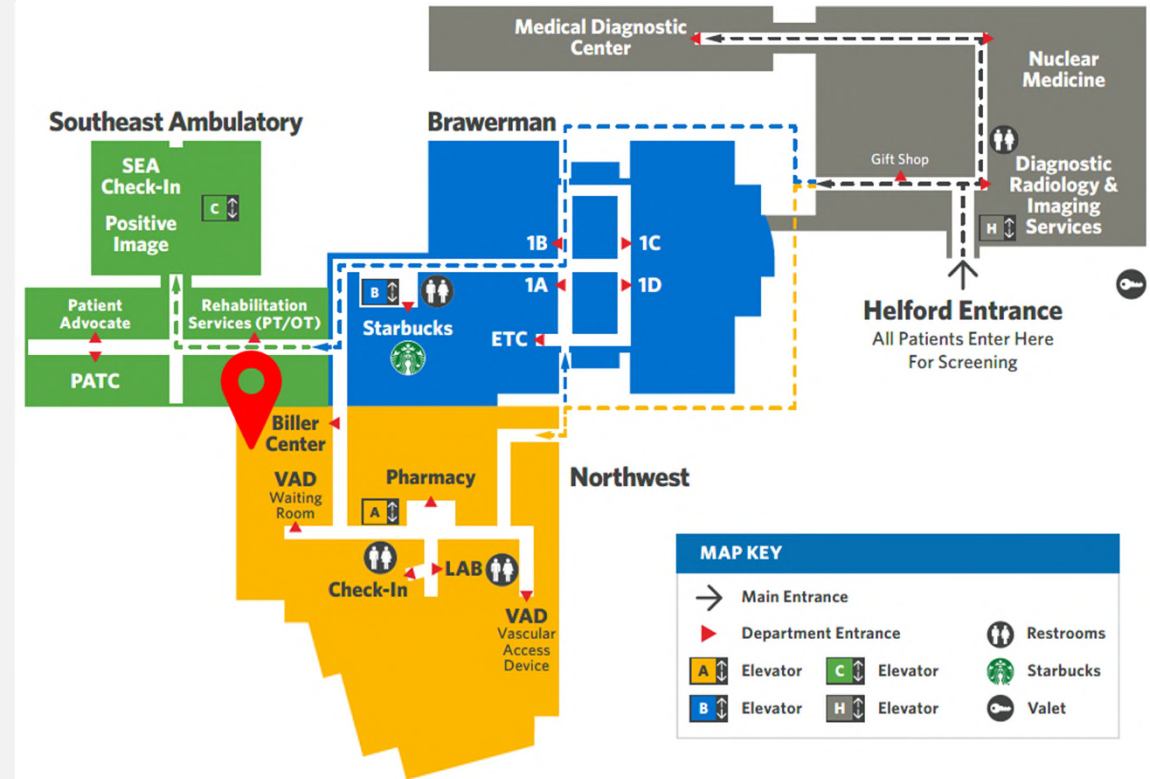 Medical Diagnostic
Center
Nuclear
Medicine
Southeast Ambulatory
Brawerman
SEA
Check-In
Positive
Image
C
Gift Shop
Diagnostic
Radiology &
Imaging
Services
H
1B
1C
1A
1D
B
Starbucks
ETC
Helford Entrance
All Patients Enter Here
For Screening
Patient
Advocate
Rehabilitation
Services (PT/OT)
PATC
Biller
Center
VAD
Waiting
Room
Pharmacy
A
Northwest
Check-In
LAB
VAD
Vascular
Access
Device
MAP KEY
Main Entrance
Department Entrance
Restrooms
A Elevator
C Elevator
Starbucks
B Elevator
H Elevator
Valet